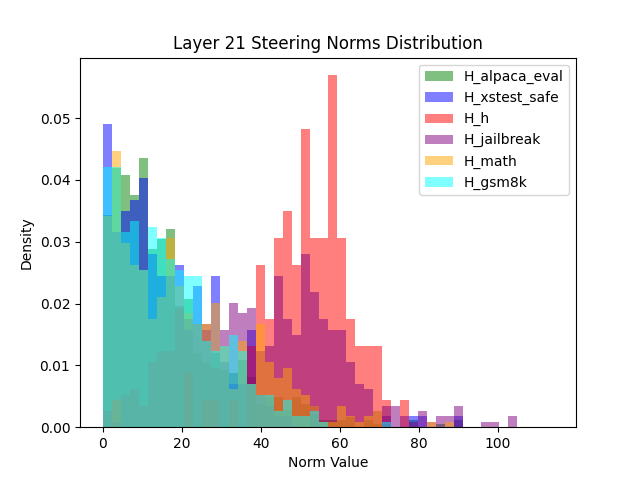 Layer 21 Steering Norms Distribution
H_alpaca_eval
H_xstest_safe
H_h
H_jailbreak
H_math
H_gsm8k
Density
0.05
0.04
0.03
0.02
0.01
0.00
0 20 40 60 80 100
Norm Value